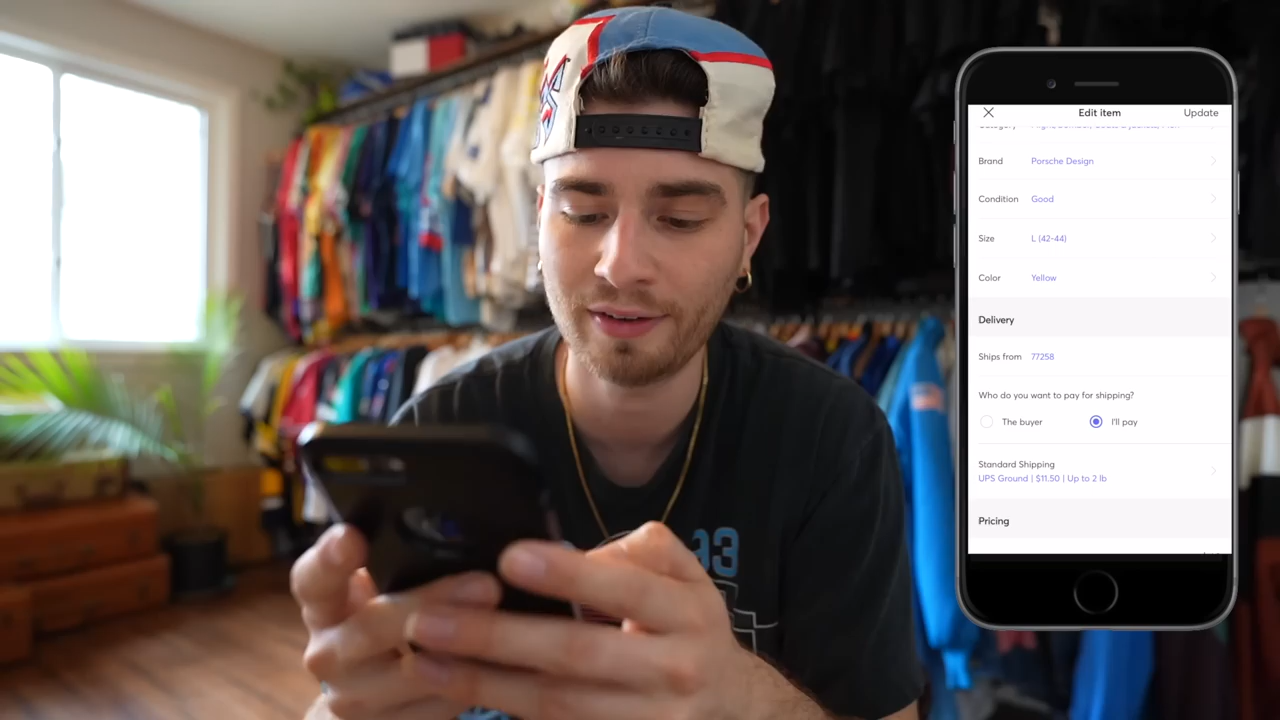 Edit item
Update
Category
Brand Porsche Design
Condition Good
Size L (42-44)
Color Yellow
Delivery
Ships from 77258
Who do you want to pay for shipping?
The buyer
I'll pay
Standard Shipping
UPS Ground | $11.50 | Up to 2 lb
Pricing
93